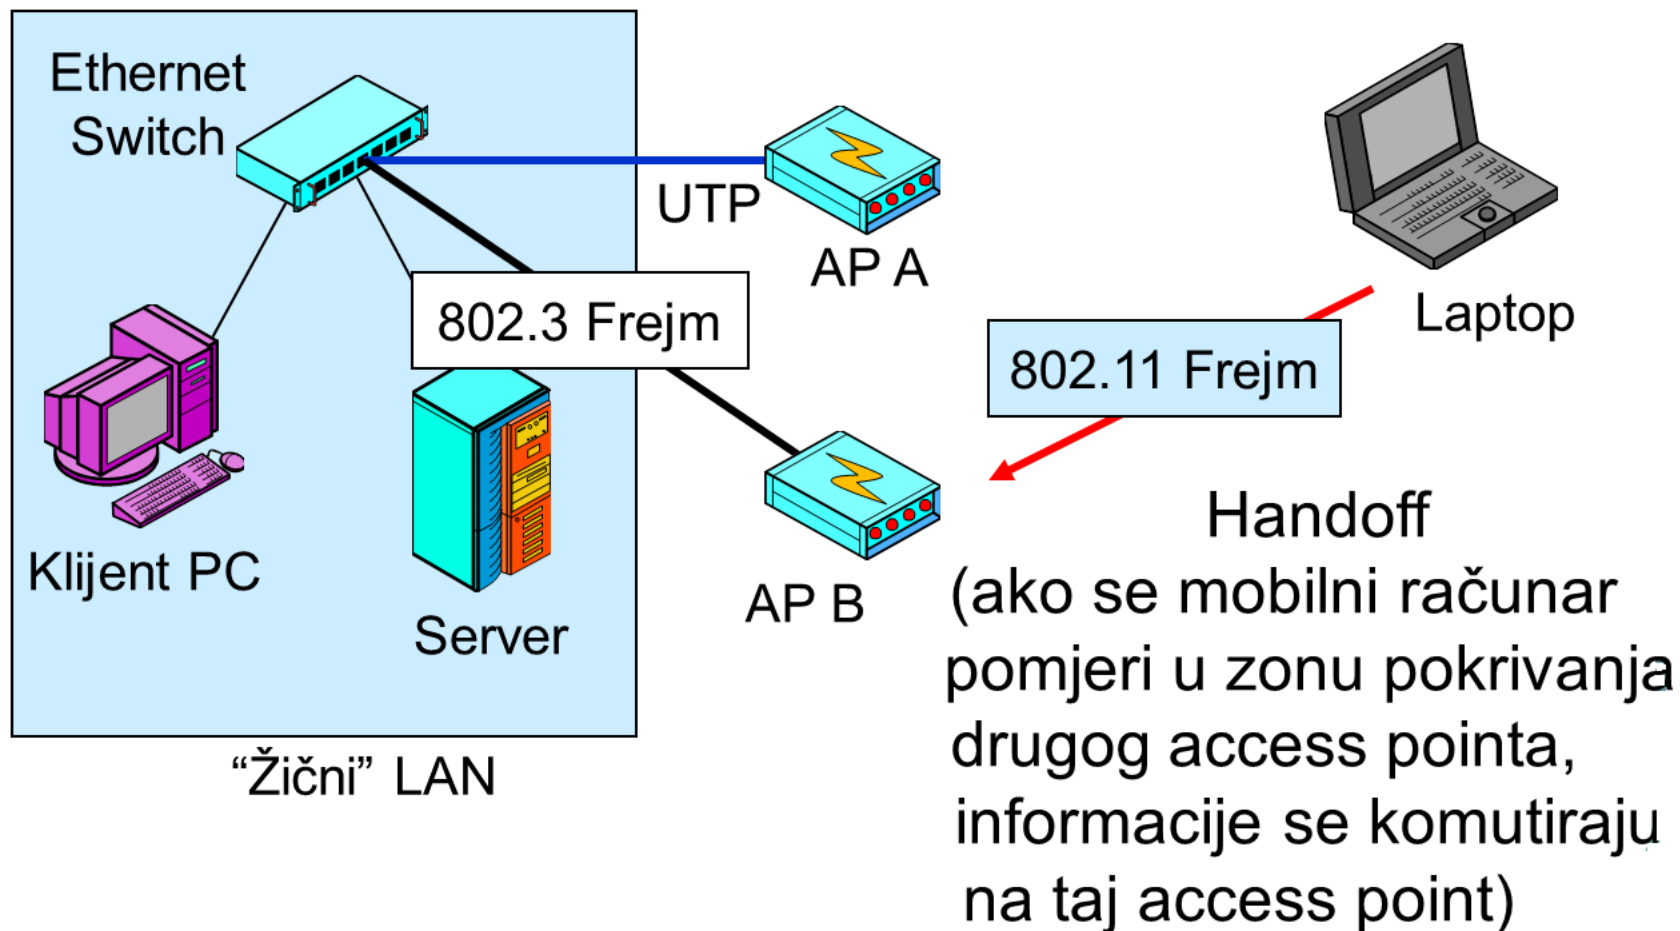 Ethernet
Switch
UTP
AP A
802.3 Frejm
802.11 Frejm
Laptop
Klijent PC
Server
AP B
“Žični” LAN
Handoff
(ako se mobilni računar
pomjeri u zonu pokrivanja
drugog access pointa,
informacije se komutiraju
na taj access point)